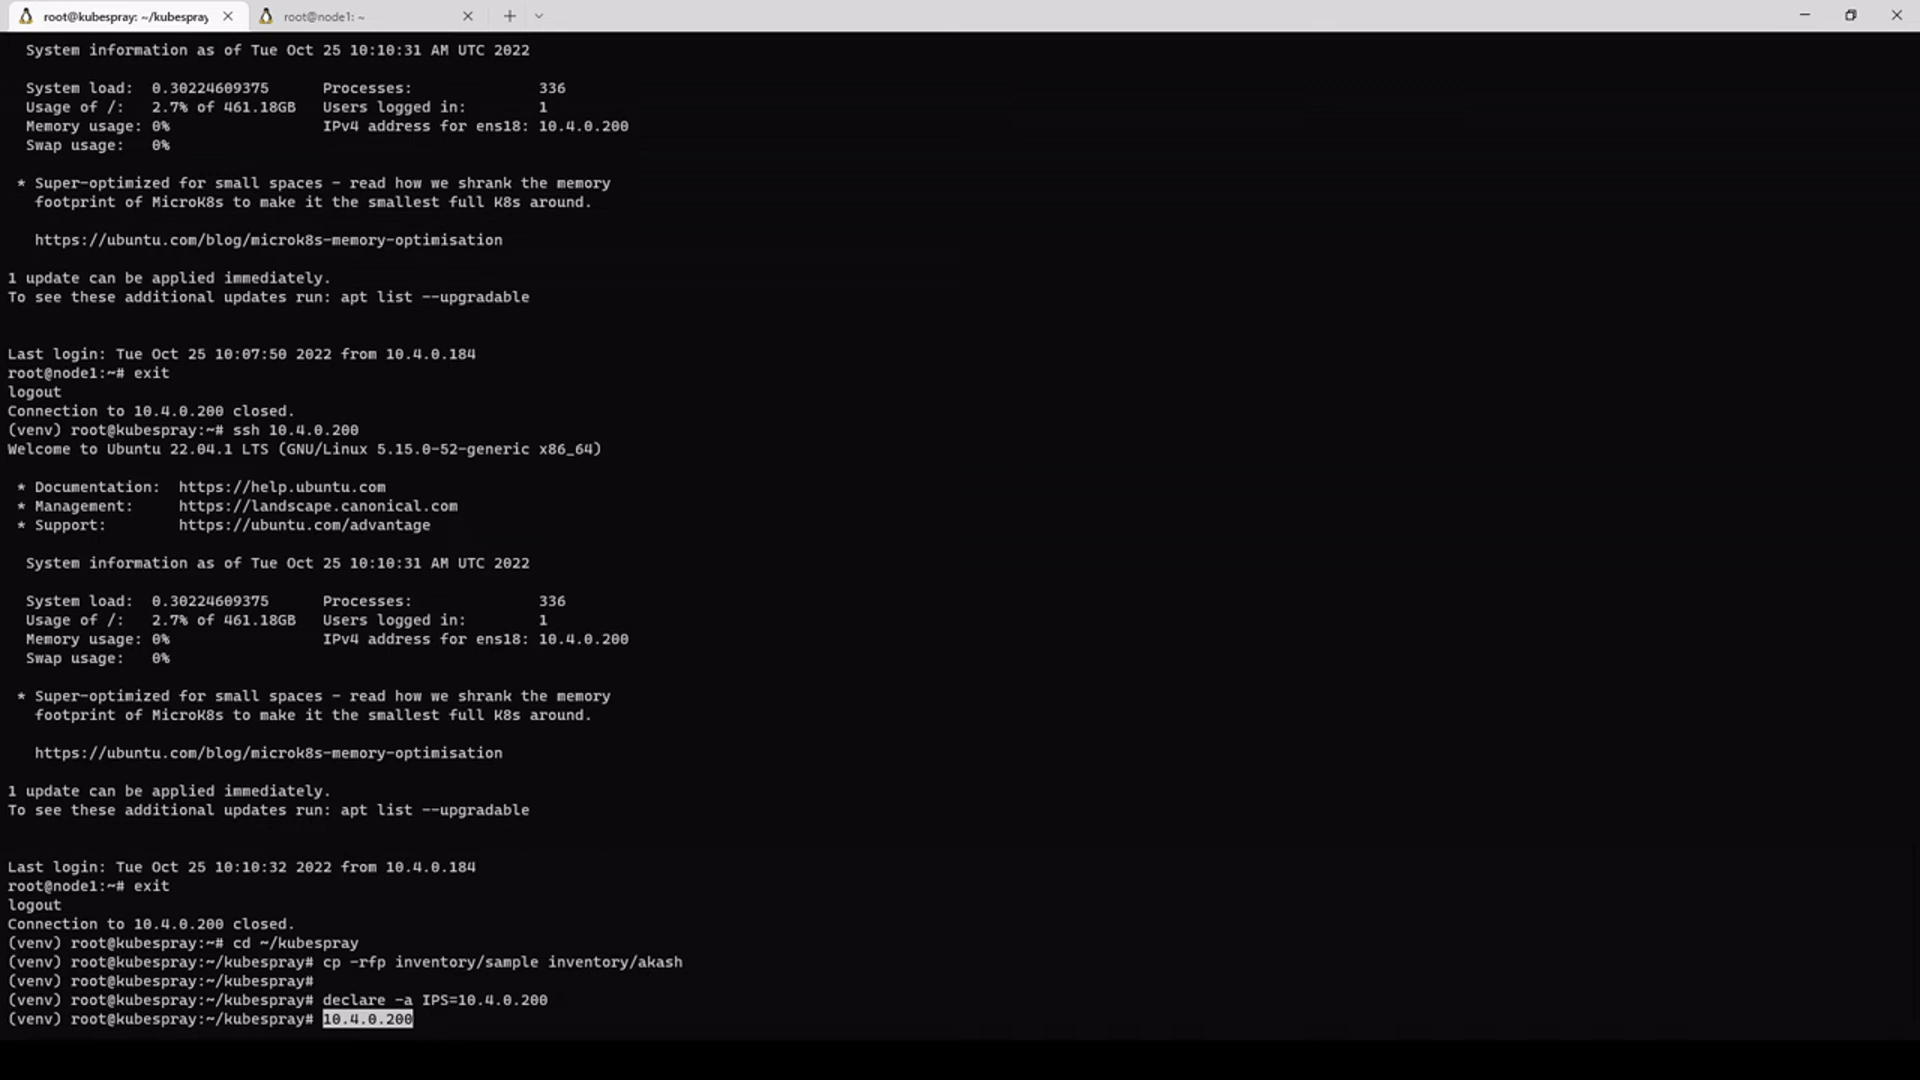 root@kubespray: ~/kubespray
root@node1: ~
System information as of Tue Oct 25 10:10:31 AM UTC 2022
System load: 0.30224609375 Processes: 336
Usage of /: 2.7% of 461.18GB Users logged in: 1
Memory usage: 0% IPv4 address for ens18: 10.4.0.200
Swap usage: 0%
* Super-optimized for small spaces - read how we shrank the memory
footprint of MicroK8s to make it the smallest full K8s around.
https://ubuntu.com/blog/microk8s-memory-optimisation
1 update can be applied immediately.
To see these additional updates run: apt list --upgradable
Last login: Tue Oct 25 10:07:50 2022 from 10.4.0.184
root@node1:~# exit
logout
Connection to 10.4.0.200 closed.
(venv) root@kubespray:~# ssh 10.4.0.200
Welcome to Ubuntu 22.04.1 LTS (GNU/Linux 5.15.0-52-generic x86_64)
* Documentation: https://help.ubuntu.com
* Management: https://landscape.canonical.com
* Support: https://ubuntu.com/advantage
System information as of Tue Oct 25 10:10:31 AM UTC 2022
System load: 0.30224609375 Processes: 336
Usage of /: 2.7% of 461.18GB Users logged in: 1
Memory usage: 0% IPv4 address for ens18: 10.4.0.200
Swap usage: 0%
* Super-optimized for small spaces - read how we shrank the memory
footprint of MicroK8s to make it the smallest full K8s around.
https://ubuntu.com/blog/microk8s-memory-optimisation
1 update can be applied immediately.
To see these additional updates run: apt list --upgradable
Last login: Tue Oct 25 10:10:32 2022 from 10.4.0.184
root@node1:~# exit
logout
Connection to 10.4.0.200 closed.
(venv) root@kubespray:~# cd ~/kubespray
(venv) root@kubespray:~/kubespray# cp -rfp inventory/sample inventory/akash
(venv) root@kubespray:~/kubespray#
(venv) root@kubespray:~/kubespray# declare -a IPS=10.4.0.200
(venv) root@kubespray:~/kubespray# 10.4.0.200